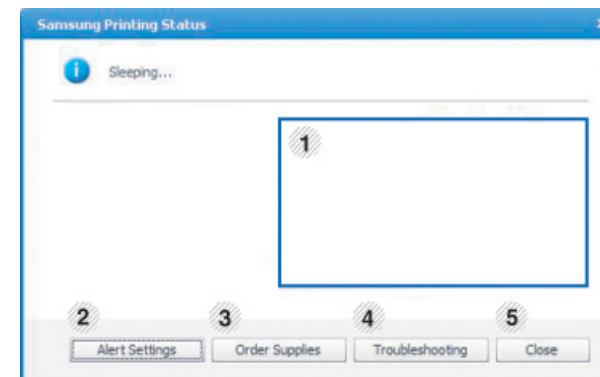 Samsung Printing Status
Sleeping...
1
2 3 4 5
Alert Settings Order Supplies Troubleshooting Close